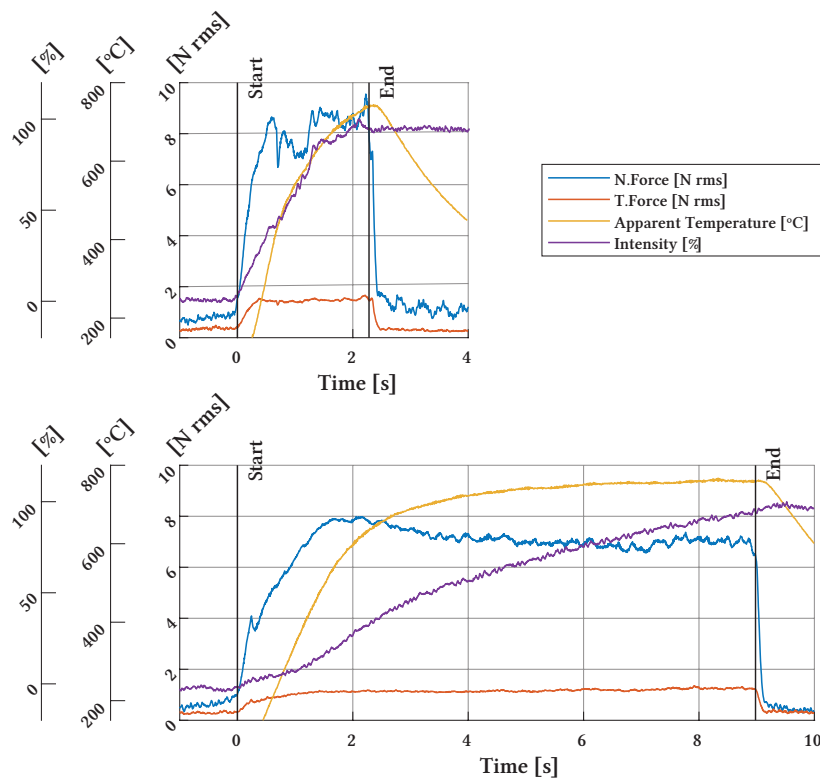 [%]
[°C]
[N rms]
Start
End
100
50
0
800
600
400
200
10
8
6
4
2
0
0
2
4
Time [s]
N.Force [N rms]
T.Force [N rms]
Apparent Temperature [°C]
Intensity [%]
[%]
[°C]
[N rms]
Start
End
100
50
0
800
600
400
200
10
8
6
4
2
0
0
2
4
6
8
10
Time [s]